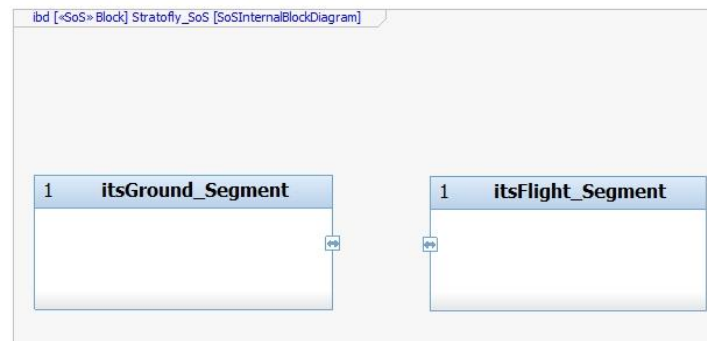 ibd [«SoS» Block] Stratofly_SoS [SoSInternalBlockDiagram]
1 itsGround_Segment
1 itsFlight_Segment